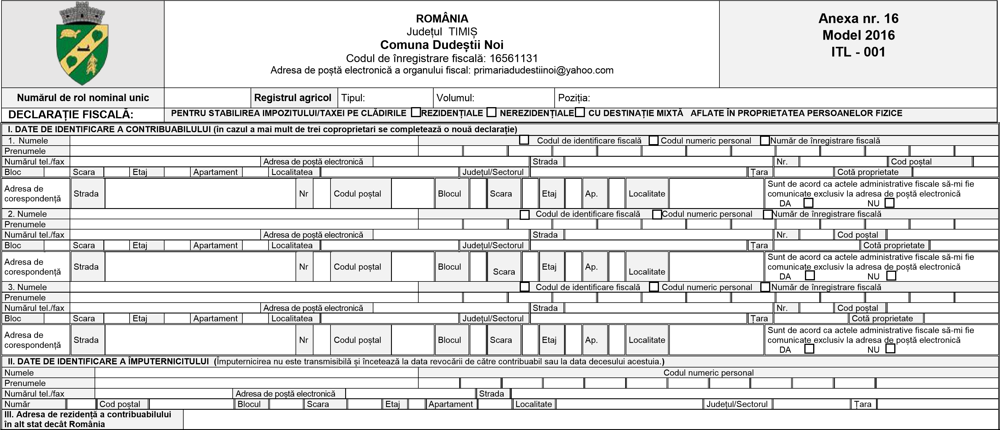 ROMÂNIA
Județul TIMIȘ
Comuna Dudeștii Noi
Codul de înregistrare fiscală: 16561131
Adresa de poștă electronică a organului fiscal: primariadudestiinoi@yahoo.com
Anexa nr. 16
Model 2016
ITL - 001
Numărul de rol nominal unic Registrul agricol Tipul: Volumul: Poziția:
DECLARAȚIE FISCALĂ: PENTRU STABILIREA IMPOZITULUI/TAXEI PE CLĂDIRILE REZIDENȚIALE NEREZIDENȚIALE CU DESTINAȚIE MIXTĂ AFLATE ÎN PROPRIETATEA PERSOANELOR FIZICE
I. DATE DE IDENTIFICARE A CONTRIBUABILULUI (în cazul a mai mult de trei coproprietari se completează o nouă declarație)
1. Numele Codul de identificare fiscală Codul numeric personal Număr de înregistrare fiscală
Prenumele
Numărul tel./fax Adresa de poștă electronică Strada Nr. Cod poștal
Bloc Scara Etaj Apartament Localitatea Județul/Sectorul Țara Cotă proprietate
Adresa de
corespondență
Strada Nr Codul poștal Blocul Scara Etaj Ap. Localitate
Sunt de acord ca actele administrative fiscale să-mi fie
comunicate exclusiv la adresa de poștă electronică
DA NU
2. Numele Codul de identificare fiscală Codul numeric personal Număr de înregistrare fiscală
Prenumele
Numărul tel./fax Adresa de poștă electronică Strada Nr. Cod poștal
Bloc Scara Etaj Apartament Localitatea Județul/Sectorul Țara Cotă proprietate
Adresa de
corespondență
Strada Nr Codul poștal Blocul Scara Etaj Ap. Localitate
Sunt de acord ca actele administrative fiscale să-mi fie
comunicate exclusiv la adresa de poștă electronică
DA NU
3. Numele Codul de identificare fiscală Codul numeric personal Număr de înregistrare fiscală
Prenumele
Numărul tel./fax Adresa de poștă electronică Strada Nr. Cod poștal
Bloc Scara Etaj Apartament Localitatea Județul/Sectorul Țara Cotă proprietate
Adresa de
corespondență
Strada Nr Codul poștal Blocul Scara Etaj Ap. Localitate
Sunt de acord ca actele administrative fiscale să-mi fie
comunicate exclusiv la adresa de poștă electronică
DA NU
II. DATE DE IDENTIFICARE A ÎMPUTERNICITULUI (Împuternicirea nu este transmisibilă și încetează la data revocării de către contribuabil sau la data decesului acestuia.)
Numele Codul numeric personal
Prenumele
Numărul tel./fax Adresa de poștă electronică Strada
Număr Cod poștal Blocul Scara Etaj Apartament Localitate Județul/Sectorul Țara
III. Adresa de rezidență a contribuabilului
în alt stat decât România